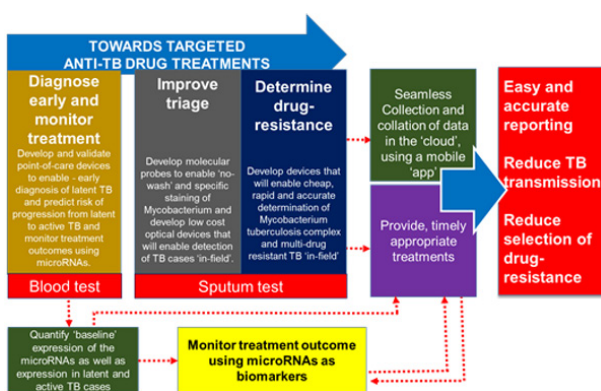 TOWARDS TARGETED
ANTI-TB DRUG TREATMENTS
Diagnose
early and
monitor
treatment
Develop and validate
point-of-care devices
to enable - early
diagnosis of latent TB
and predict risk of
progression from latent
to active TB and
monitor treatment
outcomes using
microRNAs.
Blood test
Improve
triage
Develop molecular
probes to enable 'no-
wash' and specific
staining of
Mycobacterium and
develop low cost
optical devices that
will enable detection
of TB cases 'in-field'.
Determine
drug-
resistance
Develop devices that
will enable cheap,
rapid and accurate
determination of
Mycobacterium
tuberculosis complex
and multi-drug
resistant TB 'in-field'
Sputum test
Seamless
Collection and
collation of data
in the 'cloud',
using a mobile
'app'
Provide, timely
appropriate
treatments
Easy and
accurate
reporting
Reduce TB
transmission
Reduce
selection of
drug-
resistance
Quantify 'baseline'
expression of the
microRNAs as well as
expression in latent and
active TB cases
Monitor treatment outcome
using microRNAs as
biomarkers